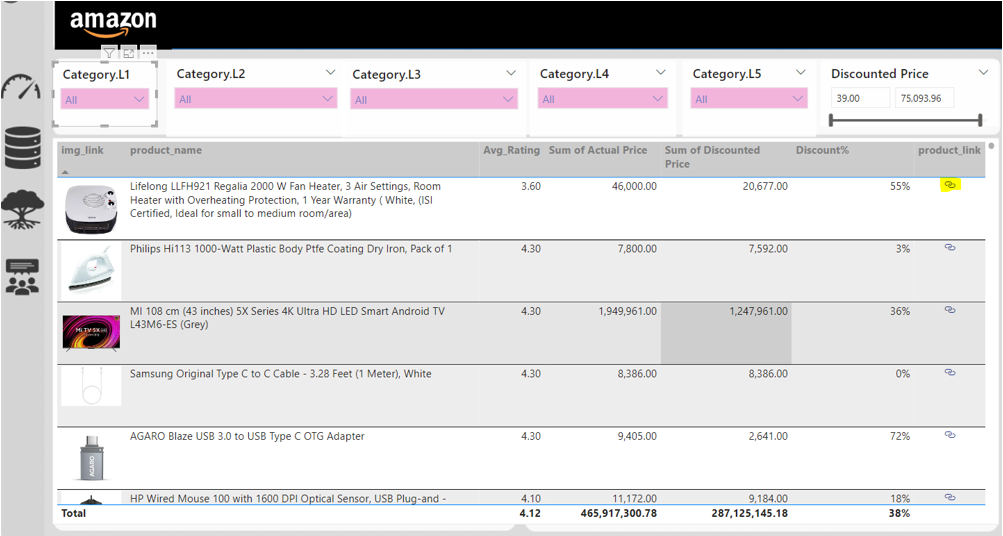 amazon
Category.L1
All
Category.L2
All
Category.L3
All
Category.L4
All
Category.L5
All
Discounted Price
39.00 75,093.96
img_link product_name Avg_Rating Sum of Actual Price Sum of Discounted Price Discount% product_link
Lifelong LLFH921 Regalia 2000 W Fan Heater, 3 Air Settings, Room 3.60 46,000.00 20,677.00 55%
Heater with Overheating Protection, 1 Year Warranty ( White, (ISI
Certified, Ideal for small to medium room/area)
Philips Hi113 1000-Watt Plastic Body Ptfe Coating Dry Iron, Pack of 1 4.30 7,800.00 7,592.00 3%
MI 108 cm (43 inches) 5X Series 4K Ultra HD LED Smart Android TV 4.30 1,949,961.00 1,247,961.00 36%
L43M6-ES (Grey)
MI TV 5X
Samsung Original Type C to C Cable - 3.28 Feet (1 Meter), White 4.30 8,386.00 8,386.00 0%
AGARO Blaze USB 3.0 to USB Type C OTG Adapter 4.30 9,405.00 2,641.00 72%
AGARO
HP Wired Mouse 100 with 1600 DPI Optical Sensor, USB Plug-and - 4.10 11,172.00 9,184.00 18%
Total 4.12 465,917,300.78 287,125,145.18 38%